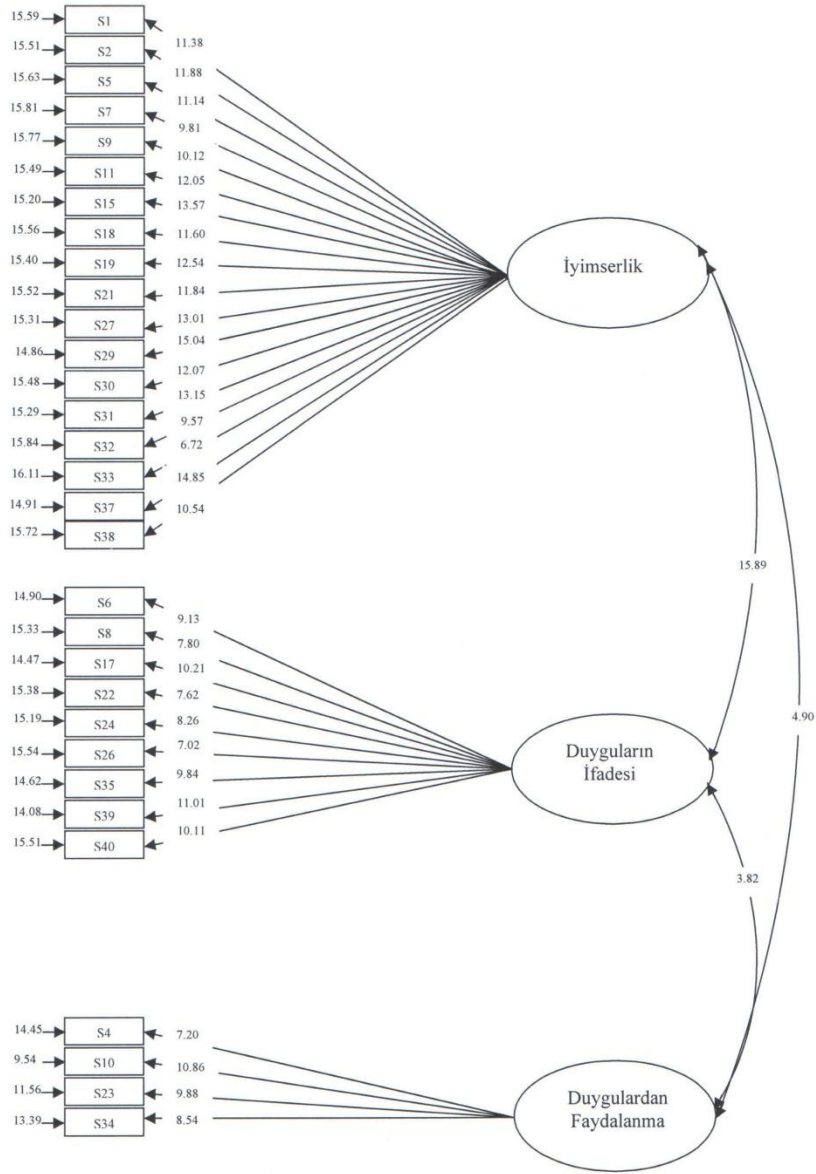 15.59 S1 11.38
15.51 S2 11.88
15.63 S5 11.14
15.81 S7 9.81
15.77 S9 10.12
15.49 S11 12.05
15.20 S15 13.57
15.56 S18 11.60
15.40 S19 12.54
15.52 S21 11.84
15.31 S27 13.01
14.86 S29 15.04
15.48 S30 12.07
15.29 S31 13.15
15.84 S32 9.57
16.11 S33 6.72
14.91 S37 14.85
15.72 S38 10.54
İyimserlik
15.89
4.90
14.90 S6 9.13
15.33 S8 7.80
14.47 S17 10.21
15.38 S22 7.62
15.19 S24 8.26
15.54 S26 7.02
14.62 S35 9.84
14.08 S39 11.01
15.51 S40 10.11
Duyguların
İfadesi
3.82
14.45 S4 7.20
9.54 S10 10.86
11.56 S23 9.88
13.39 S34 8.54
Duygulardan
Faydalanma